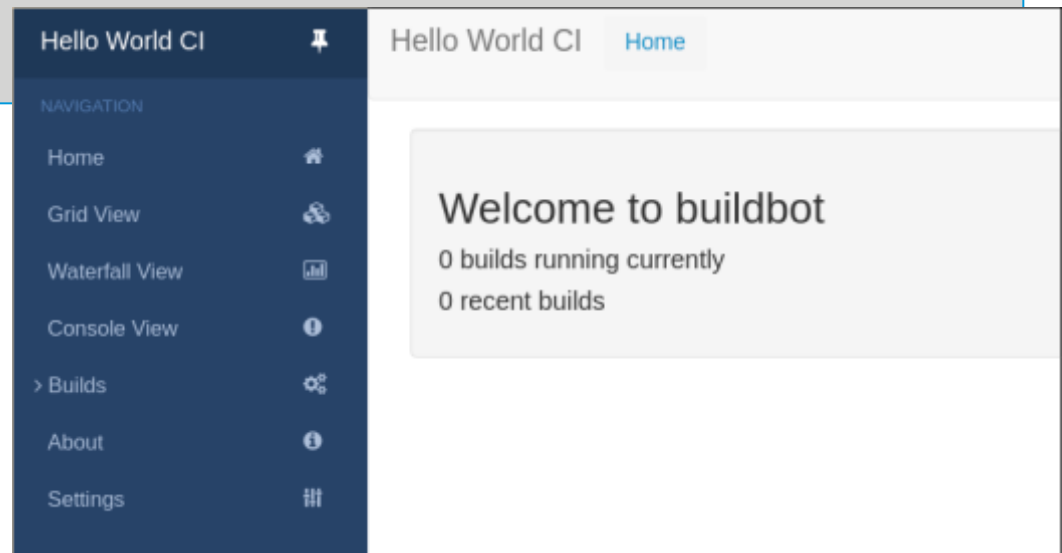 Hello World CI
NAVIGATION
Home
Grid View
Waterfall View
Console View
> Builds
About
Settings
Hello World CI Home
Welcome to buildbot
0 builds running currently
0 recent builds